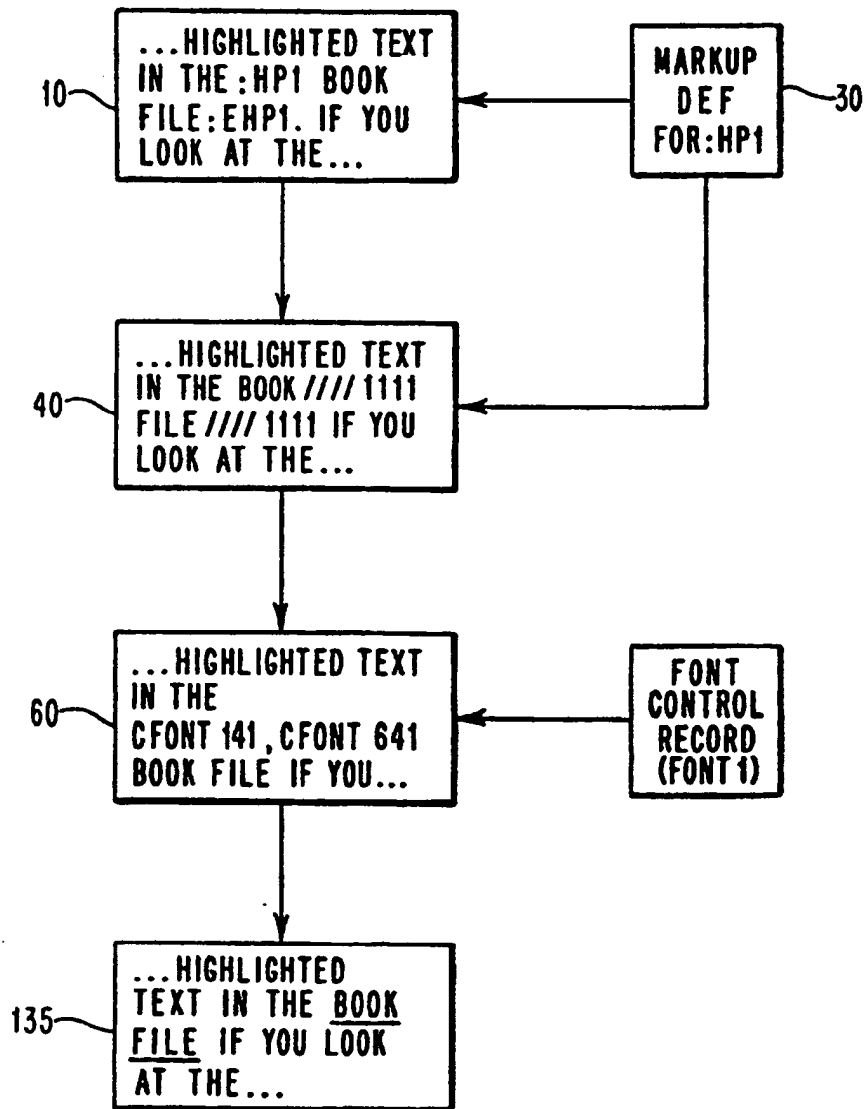 ...HIGHLIGHTED TEXT
IN THE :HP1 BOOK
FILE:EHP1. IF YOU
LOOK AT THE...
10
MARKUP
DEF
FOR:HP1
30
...HIGHLIGHTED TEXT
IN THE BOOK //// 1111
FILE //// 1111 IF YOU
LOOK AT THE...
40
...HIGHLIGHTED TEXT
IN THE
CFONT 141, CFONT 641
BOOK FILE IF YOU...
60
FONT
CONTROL
RECORD
(FONT 1)
...HIGHLIGHTED
TEXT IN THE BOOK
FILE IF YOU LOOK
AT THE...
135